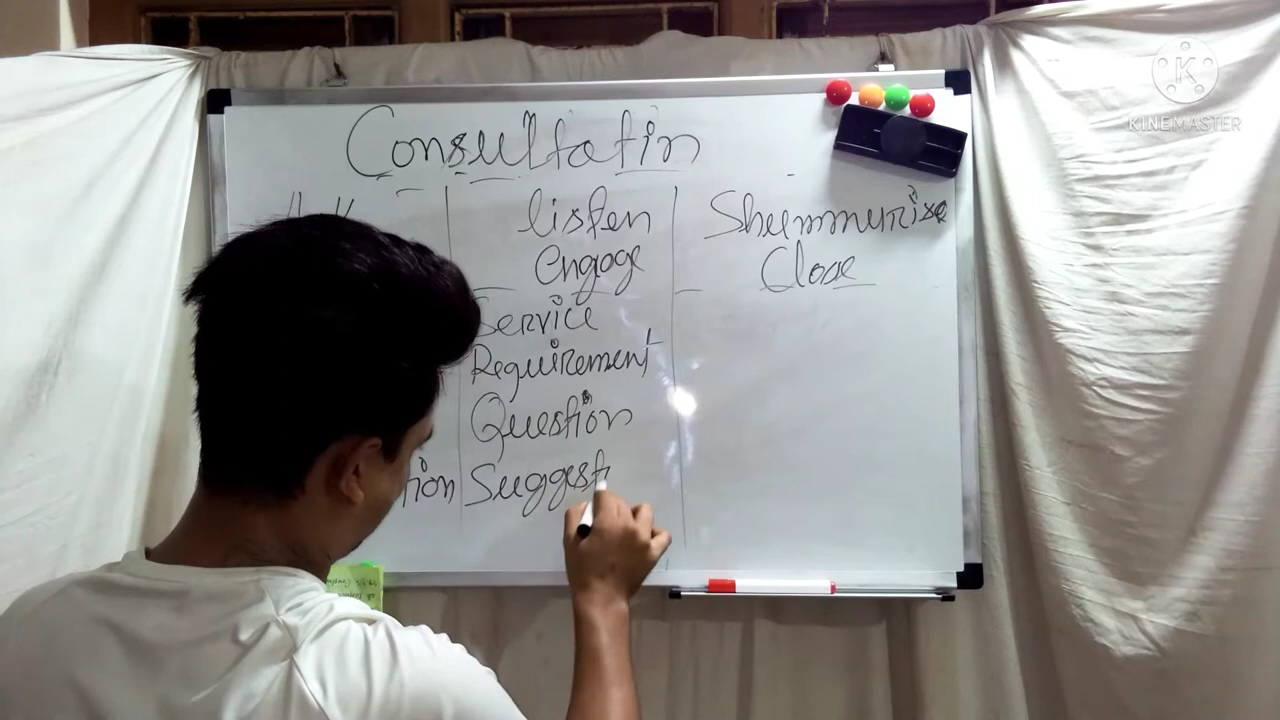 Consultatin
listen
engage
Service
Requirement
Question
tion Suggest
Shummurise
Close
KINEMASTER